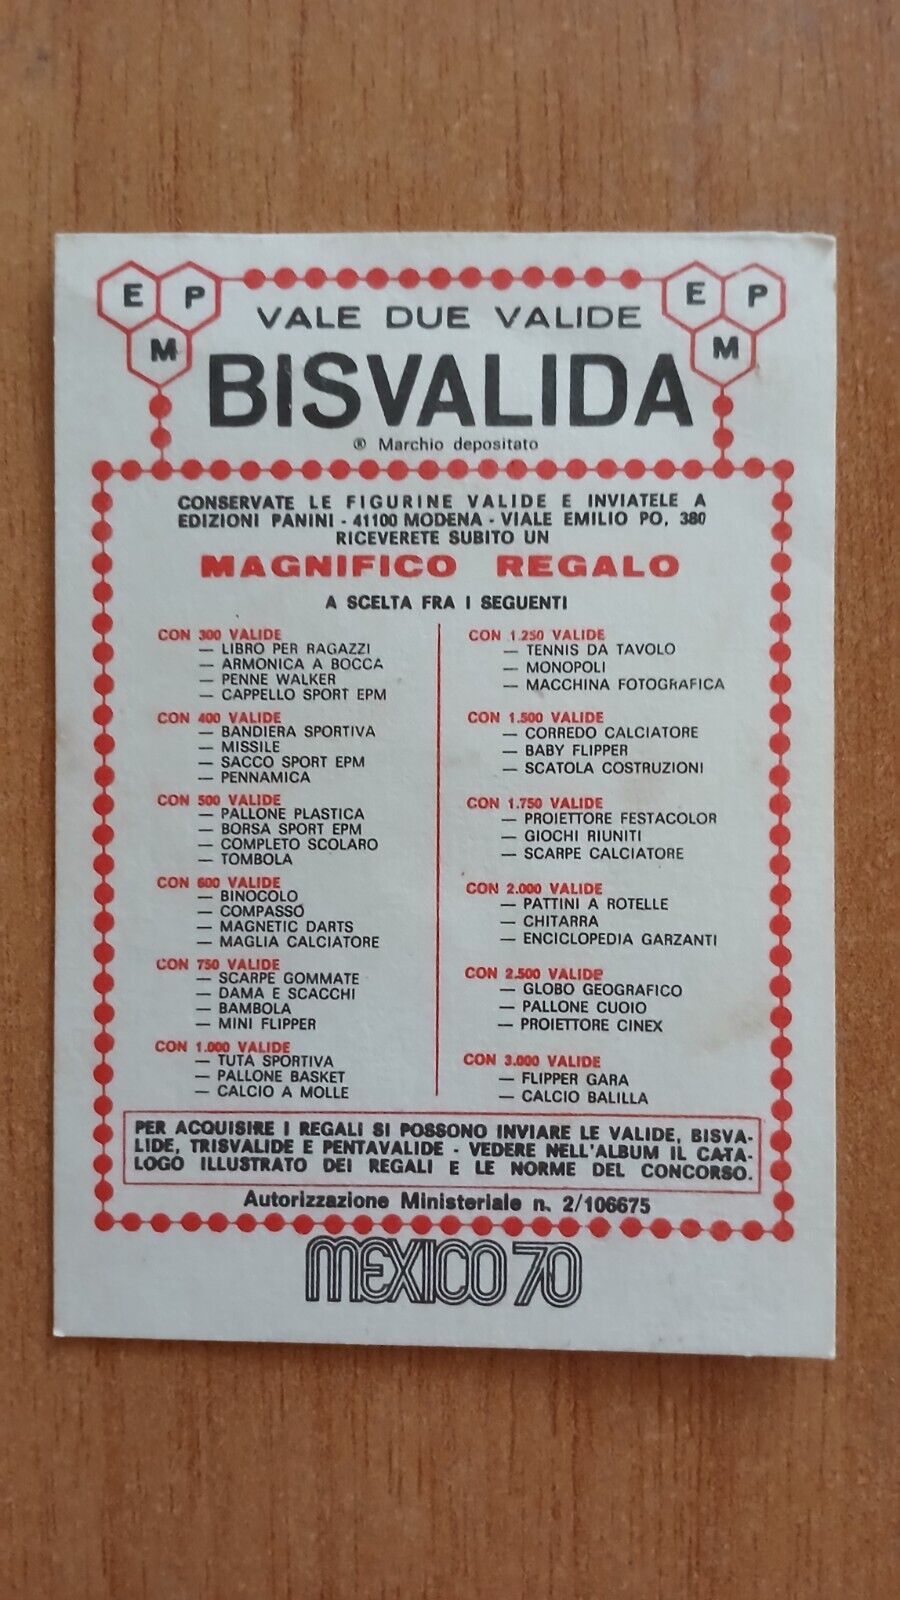 E P
M
E P
M
VALE DUE VALIDE
BISVALIDA
® Marchio depositato
CONSERVATE LE FIGURINE VALIDE E INVIATELE A
EDIZIONI PANINI - 41100 MODENA - VIALE EMILIO PO, 380
RICEVERETE SUBITO UN
MAGNIFICO REGALO
A SCELTA FRA I SEGUENTI
CON 300 VALIDE
— LIBRO PER RAGAZZI
— ARMONICA A BOCCA
— PENNE WALKER
— CAPPELLO SPORT EPM
CON 400 VALIDE
— BANDIERA SPORTIVA
— MISSILE
— SACCO SPORT EPM
— PENNAMICA
CON 500 VALIDE
— PALLONE PLASTICA
— BORSA SPORT EPM
— COMPLETO SCOLARO
— TOMBOLA
CON 600 VALIDE
— BINOCOLO
— COMPASSO
— MAGNETIC DARTS
— MAGLIA CALCIATORE
CON 750 VALIDE
— SCARPE GOMMATE
— DAMA E SCACCHI
— BAMBOLA
— MINI FLIPPER
CON 1.000 VALIDE
— TUTA SPORTIVA
— PALLONE BASKET
— CALCIO A MOLLE
CON 1.250 VALIDE
— TENNIS DA TAVOLO
— MONOPOLI
— MACCHINA FOTOGRAFICA
CON 1.500 VALIDE
— CORREDO CALCIATORE
— BABY FLIPPER
— SCATOLA COSTRUZIONI
CON 1.750 VALIDE
— PROIETTORE FESTACOLOR
— GIOCHI RIUNITI
— SCARPE CALCIATORE
CON 2.000 VALIDE
— PATTINI A ROTELLE
— CHITARRA
— ENCICLOPEDIA GARZANTI
CON 2.500 VALIDE
— GLOBO GEOGRAFICO
— PALLONE CUOIO
— PROIETTORE CINEX
CON 3.000 VALIDE
— FLIPPER GARA
— CALCIO BALILLA
PER ACQUISIRE I REGALI SI POSSONO INVIARE LE VALIDE, BISVA-
LIDE, TRISVALIDE E PENTAVALIDE - VEDERE NELL'ALBUM IL CATA-
LOGO ILLUSTRATO DEI REGALI E LE NORME DEL CONCORSO.
Autorizzazione Ministeriale n. 2/106675
MEXICO 70